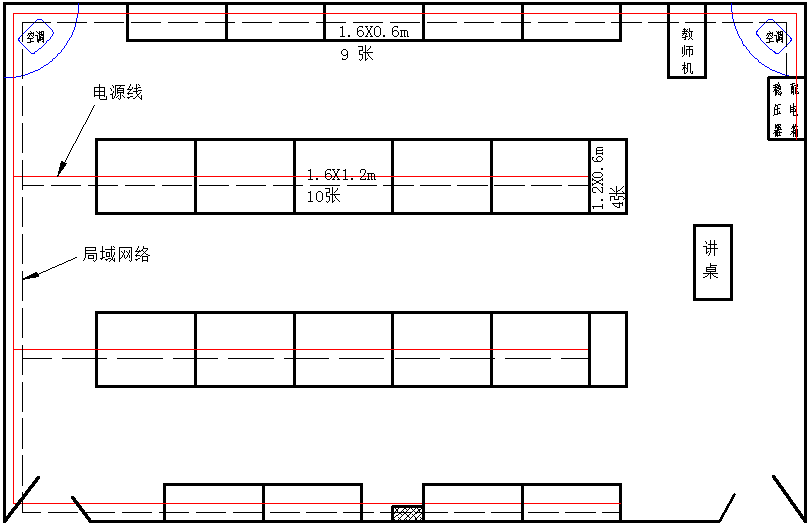 空调
1.6X0.6m
9 张
教师机
空调
稳压器
配电箱
电源线
1.6X1.2m
10张
1.2X0.6m
4张
讲桌
局域网络